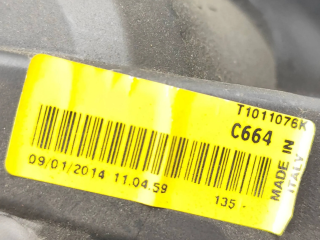 T1011076K
C664
09/01/2014 11.04.59
135 -
MADE IN
ITALY